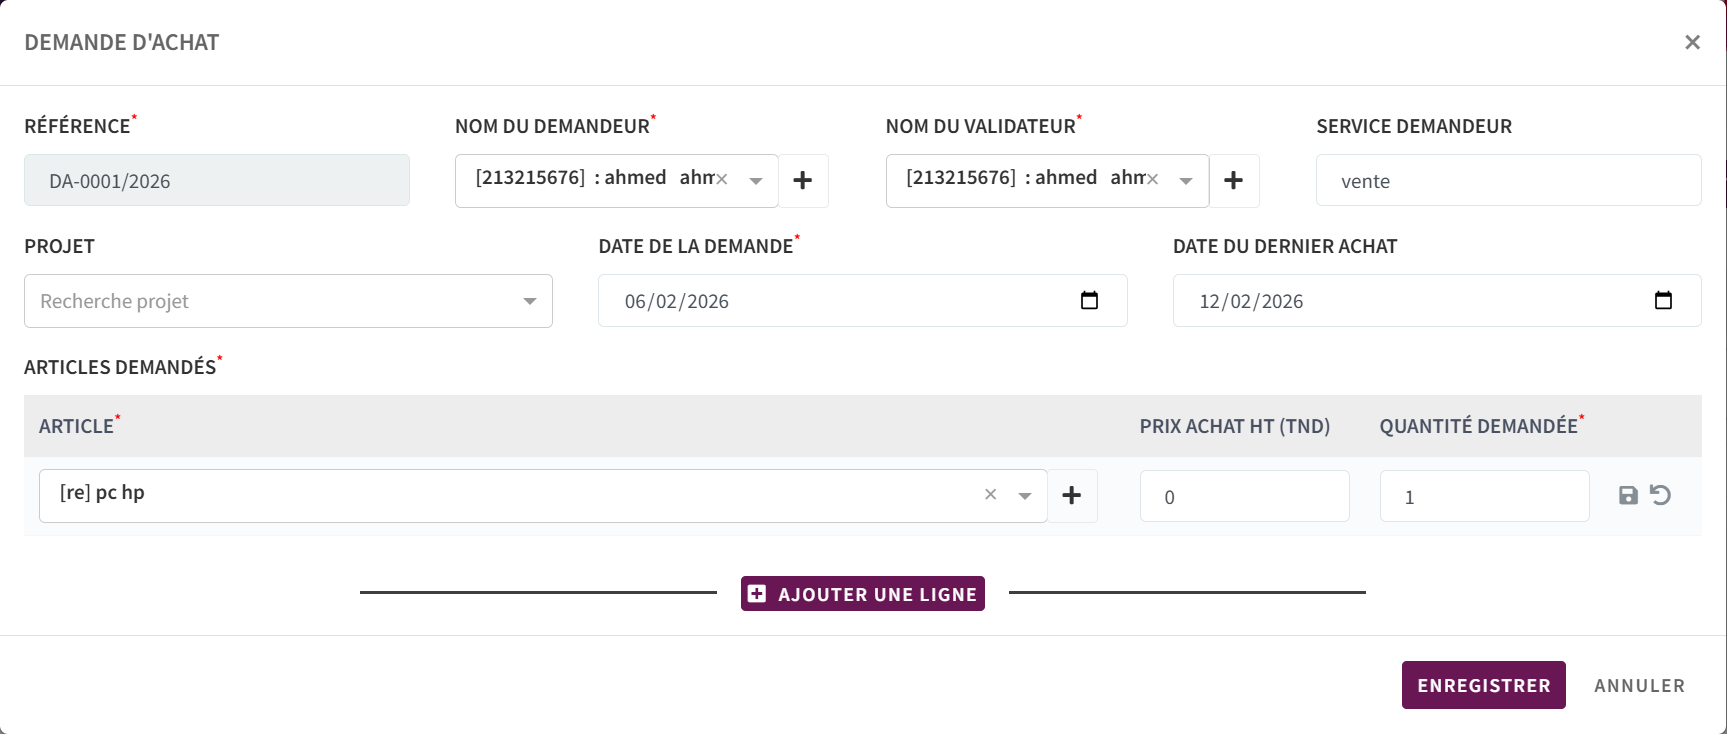 DEMANDE D'ACHAT ×
RÉFÉRENCE* NOM DU DEMANDEUR* NOM DU VALIDATEUR* SERVICE DEMANDEUR
DA-0001/2026 [213215676] : ahmed ahm × + [213215676] : ahmed ahm × + vente
PROJET DATE DE LA DEMANDE* DATE DU DERNIER ACHAT
Recherche projet 06/02/2026 12/02/2026
ARTICLES DEMANDÉS*
ARTICLE* PRIX ACHAT HT (TND) QUANTITÉ DEMANDÉE*
[re] pc hp × + 0 1
AJOUTER UNE LIGNE
ENREGISTRER ANNULER